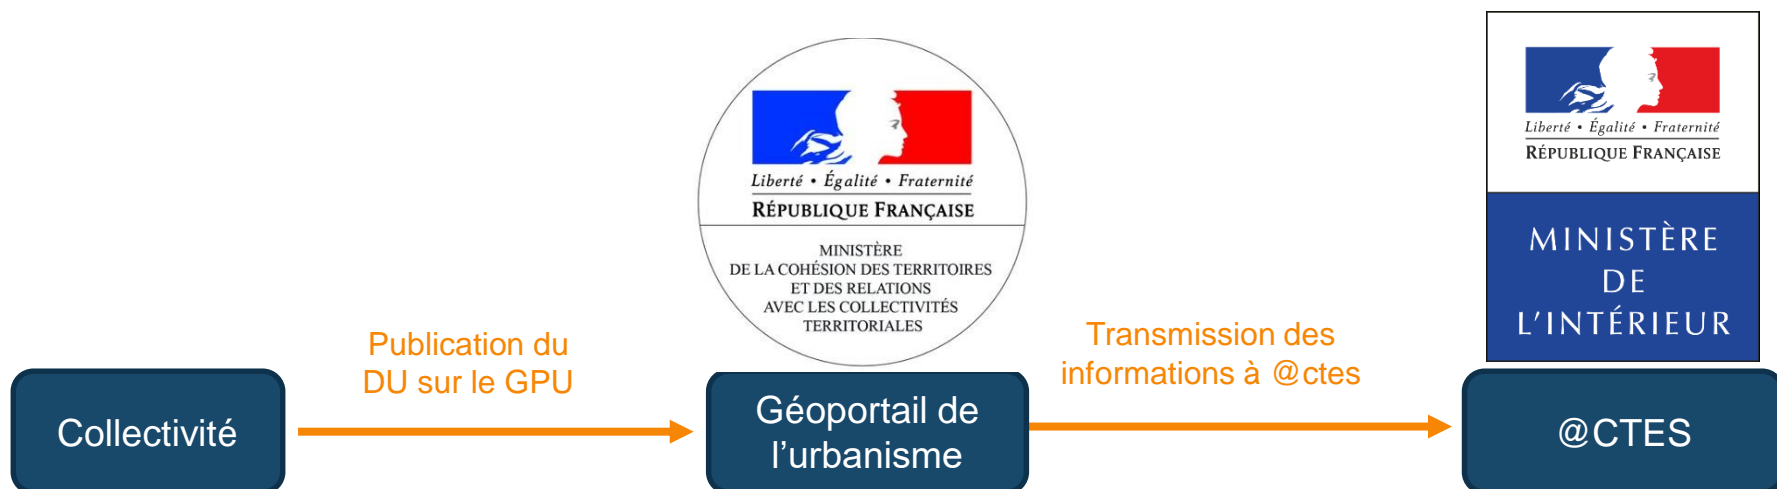 Liberté • Égalité • Fraternité
RÉPUBLIQUE FRANÇAISE
MINISTÈRE
DE LA COHÉSION DES TERRITOIRES
ET DES RELATIONS
AVEC LES COLLECTIVITÉS
TERRITORIALES
Liberté • Égalité • Fraternité
RÉPUBLIQUE FRANÇAISE
MINISTÈRE
DE
L'INTÉRIEUR
Publication du
DU sur le GPU
Transmission des
informations à @ctes
Collectivité
Géoportail de
l'urbanisme
@CTES